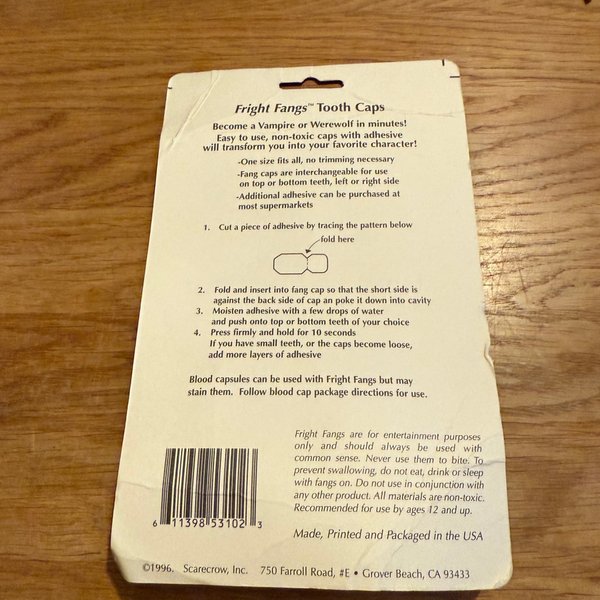 Fright Fangs™ Tooth Caps
Become a Vampire or Werewolf in minutes!
Easy to use, non-toxic caps with adhesive
will transform you into your favorite character!
-One size fits all, no trimming necessary
-Fang caps are interchangeable for use
on top or bottom teeth, left or right side
-Additional adhesive can be purchased at
most supermarkets
1. Cut a piece of adhesive by tracing the pattern below
fold here
2. Fold and insert into fang cap so that the short side is
against the back side of cap an poke it down into cavity
3. Moisten adhesive with a few drops of water
and push onto top or bottom teeth of your choice
4. Press firmly and hold for 10 seconds
If you have small teeth, or the caps become loose,
add more layers of adhesive
Blood capsules can be used with Fright Fangs but may
stain them. Follow blood cap package directions for use.
Fright Fangs are for entertainment purposes
only and should always be used with
common sense. Never use them to bite. To
prevent swallowing, do not eat, drink or sleep
with fangs on. Do not use in conjunction with
any other product. All materials are non-toxic.
Recommended for use by ages 12 and up.
6 11398 53102 3
Made, Printed and Packaged in the USA
©1996. Scarecrow, Inc. 750 Farroll Road, #E • Grover Beach, CA 93433